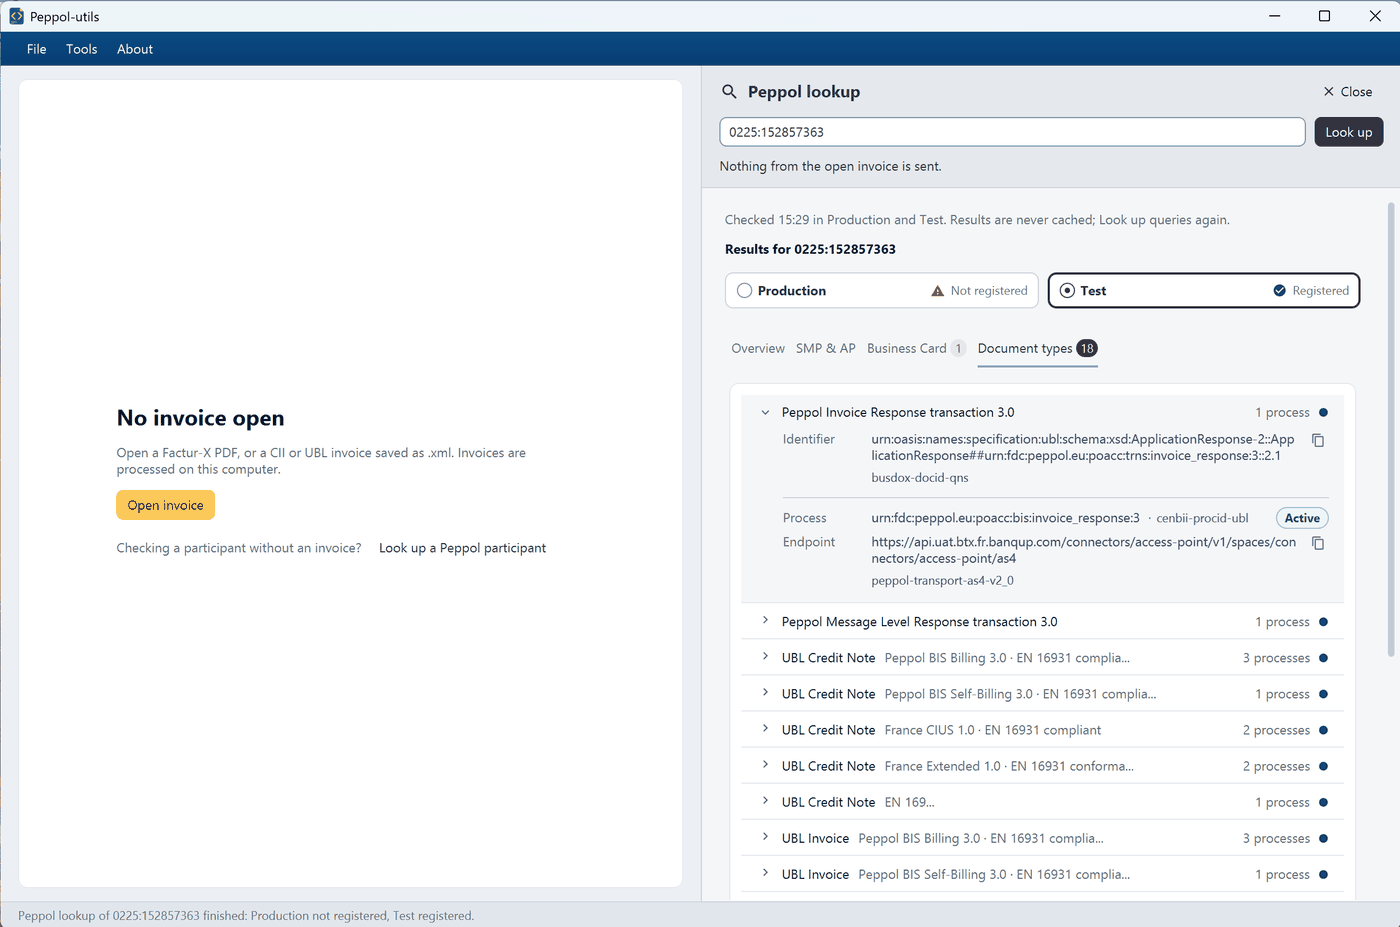 Peppol-utils
File Tools About
No invoice open
Open a Factur-X PDF, or a CII or UBL invoice saved as .xml. Invoices are
processed on this computer.
Open invoice
Checking a participant without an invoice? Look up a Peppol participant
Peppol lookup
Close
0225:152857363
Look up
Nothing from the open invoice is sent.
Checked 15:29 in Production and Test. Results are never cached; Look up queries again.
Results for 0225:152857363
Production Not registered
Test Registered
Overview SMP & AP Business Card 1 Document types 18
Peppol Invoice Response transaction 3.0 1 process
Identifier urn:oasis:names:specification:ubl:schema:xsd:ApplicationResponse-2::App
licationResponse##urn:fdc:peppol.eu:poacc:trns:invoice_response:3::2.1
busdox-docid-qns
Process urn:fdc:peppol.eu:poacc:bis:invoice_response:3 · cenbii-procid-ubl Active
Endpoint https://api.uat.btx.fr.banqup.com/connectors/access-point/v1/spaces/con
nectors/access-point/as4
peppol-transport-as4-v2_0
Peppol Message Level Response transaction 3.0 1 process
UBL Credit Note Peppol BIS Billing 3.0 · EN 16931 complia... 3 processes
UBL Credit Note Peppol BIS Self-Billing 3.0 · EN 16931 complia... 1 process
UBL Credit Note France CIUS 1.0 · EN 16931 compliant 2 processes
UBL Credit Note France Extended 1.0 · EN 16931 conforma... 2 processes
UBL Credit Note EN 169... 1 process
UBL Invoice Peppol BIS Billing 3.0 · EN 16931 complia... 3 processes
UBL Invoice Peppol BIS Self-Billing 3.0 · EN 16931 complia... 1 process
Peppol lookup of 0225:152857363 finished: Production not registered, Test registered.